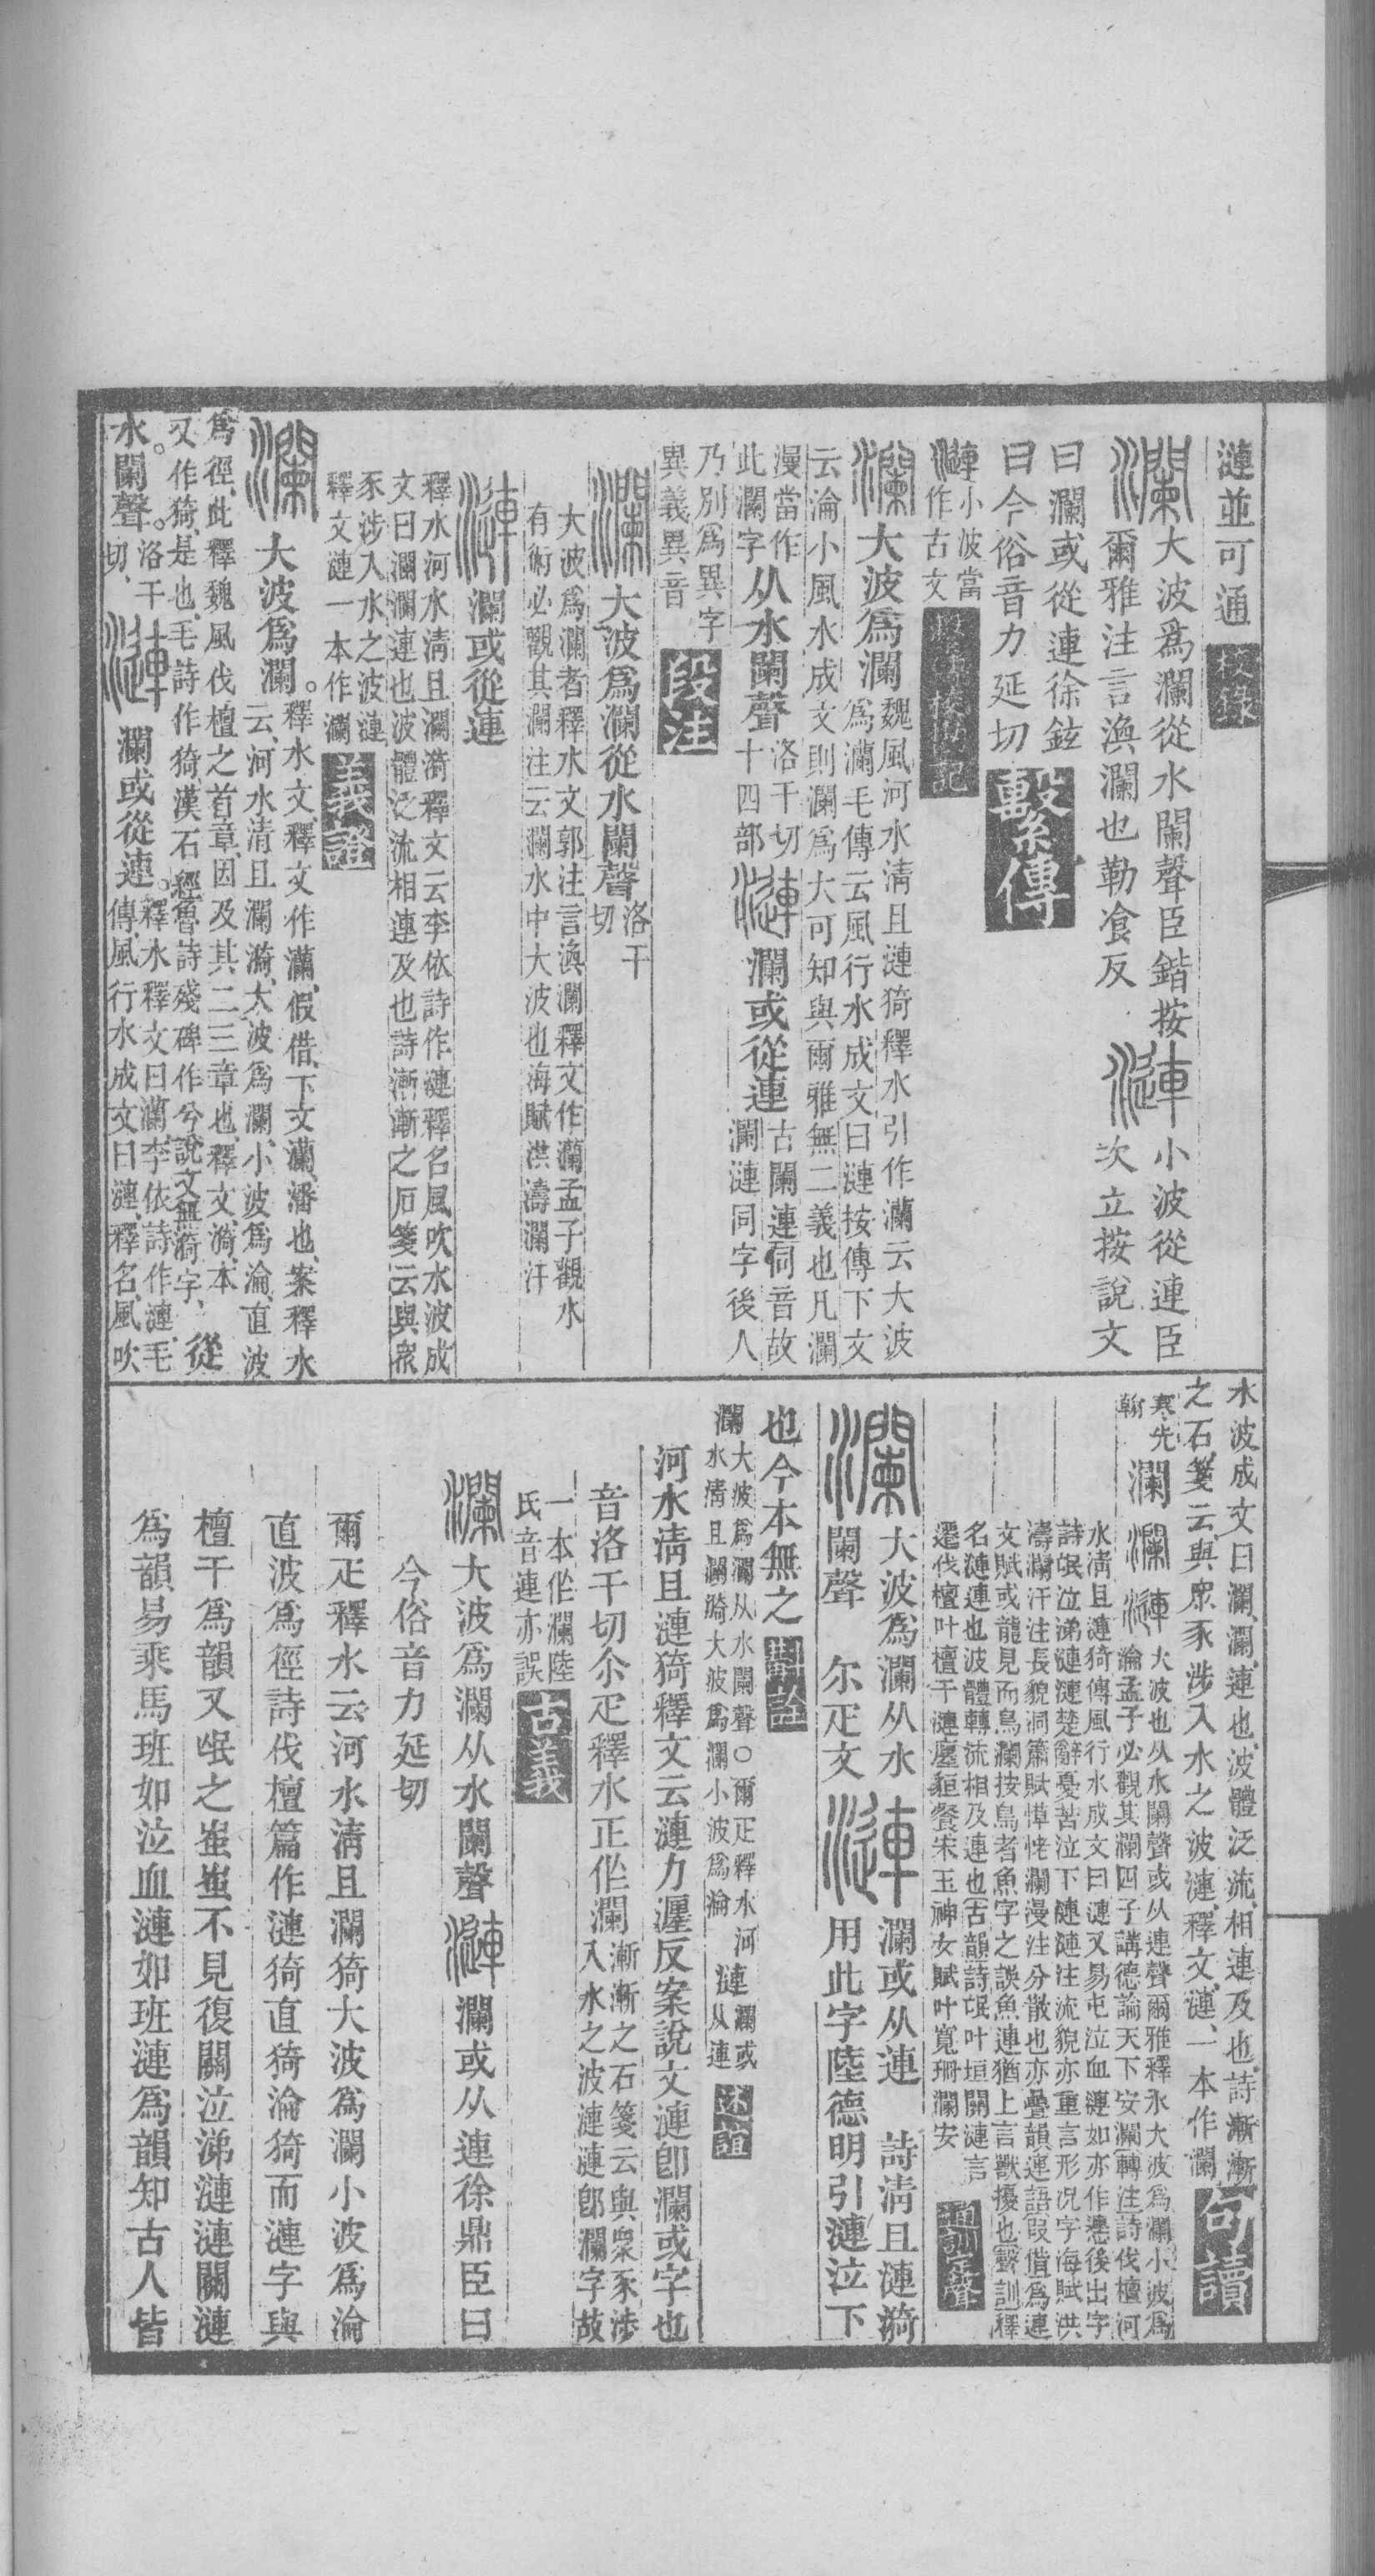 漣並可通 校錄
瀾 大波爲瀾從水闌聲臣鍇按
爾雅注言渙瀾也勒飡反
漣 小波從連臣
次立按說文
曰瀾或從連徐鉉
曰今俗音力延切 繫傳
漣小波當
作古文
瀾大波爲瀾
魏風河水清且漣猗釋水引作瀾云大波
爲瀾毛傳云風行水成文曰漣按傳下文
云淪小風水成文則瀾爲大可知與爾雅無二義也凡瀾
漫當作
此瀾字
从水闌聲
洛干切
十四部
漣 瀾或從連
古闌連同音故
瀾漣同字後人
乃別爲異字
異義異音
段注
瀾 大波爲瀾從水闌聲
洛干
切
大波爲瀾者釋水文郭注言渙瀾釋文作灡孟子觀水
有術必觀其瀾注云瀾水中大波也海賦洪濤瀾汗
漣 瀾或從連
釋水河水清且瀾漪釋文云李依詩作漣釋名風吹水波成
文曰瀾瀾連也波體泛流相連及也詩漸漸之石箋云與衆
豕涉入水之波漣
釋文漣一本作瀾
義證
瀾 大波爲瀾。
釋水文、釋文作灡、假借、下文灡、潘也、案釋水
云、河水清且瀾漪、大波爲瀾、小波爲淪、直波
爲徑、此釋魏風伐檀之首章、因及其二三章也、釋文、漪、本
又作猗、是也、毛詩作猗、漢石經魯詩殘碑作兮、說文無漪字、
從
水。闌聲。
洛干
切、
漣 瀾或從連。
釋水釋文曰灡、李依詩作漣、毛
傳、風行水成文曰漣、釋名、風吹
水波成文曰瀾、瀾、連也、波體泛流、相連及也、詩漸漸
之石、箋云、與衆豕涉入水之波漣、釋文、漣、一本作瀾
句讀
寒先
翰
瀾 瀾 漣
大波也从水闌聲或从連聲爾雅釋水大波爲瀾小波爲
淪孟子必觀其瀾四子講德論天下安瀾轉注詩伐檀河
水清且漣猗傳風行水成文曰漣又易屯泣血漣如亦作㦁後出字
詩氓泣涕漣漣楚辭憂苦泣下漣漣注流貌亦重言形況字海賦洪
濤瀾汗注長貌洞簫賦愺恅瀾漫注分散也亦疊韻連語假借爲連
文賦或龍見而鳥瀾按鳥者魚字之誤魚連猶上言獸擾也聲訓釋
名漣連也波體轉流相及連也古韻詩氓叶垣關漣言
遷伐檀叶檀干漣廛貆餐宋玉神女賦叶寬珊瀾安
通訓定聲
瀾
大波爲瀾从水
闌聲 尒疋文
漣
瀾或从連 詩清且漣漪
用此字陸德明引漣泣下
也今本無之 斠詮
瀾
大波爲瀾从水闌聲○爾疋釋水河
水清且瀾漪大波爲瀾小波爲淪
漣
瀾或
从連
述誼
河水清且漣猗釋文云漣力㢆反案說文漣卽瀾或字也
音洛干切尒疋釋水正作瀾
漸漸之石箋云與衆豕涉
入水之波漣漣卽瀾字故
一本作瀾陸
氏音連亦誤
古義
瀾 大波爲瀾从水闌聲 漣 瀾或从連徐鼎臣曰
今俗音力延切
爾疋釋水云河水清且瀾猗大波爲瀾小波爲淪
直波爲徑詩伐檀篇作漣猗直猗淪猗而漣字與
檀干爲韻又氓之蚩蚩不見復關泣涕漣漣關漣
爲韻易乘馬班如泣血漣如班漣爲韻知古人皆